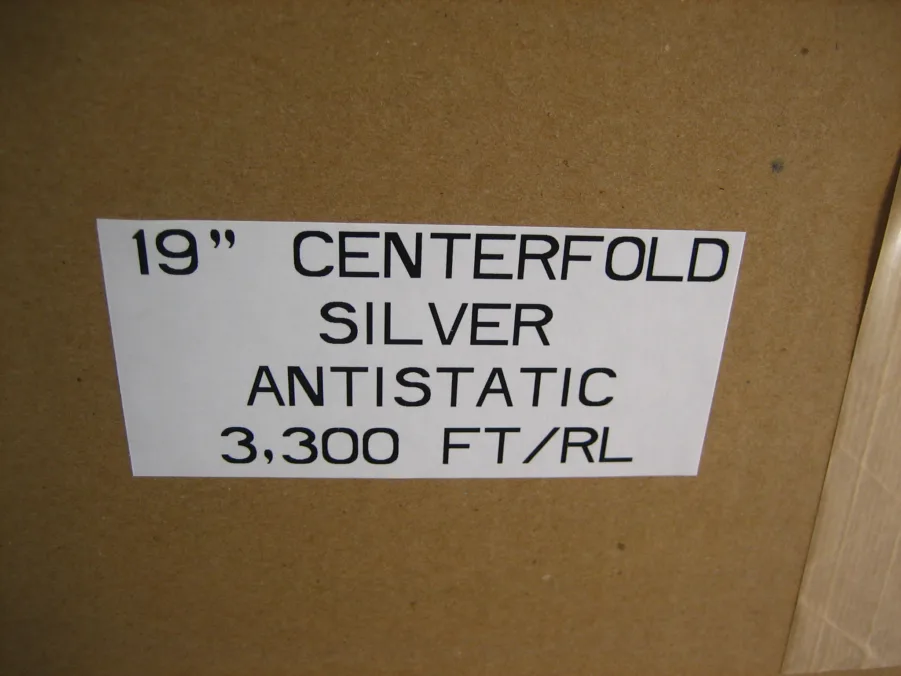 19” CENTERFOLD
SILVER
ANTISTATIC
3,300 FT/RL